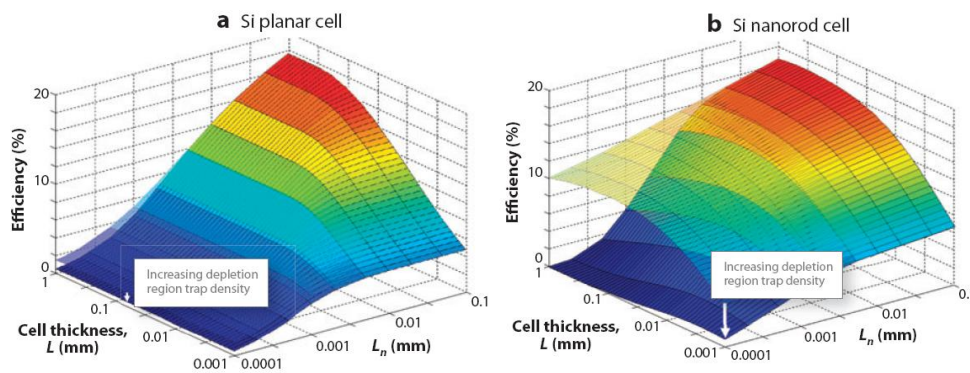 a Si planar cell
20
10
0
Efficiency (%)
1
0.1
0.01
0.001
Cell thickness,
L (mm)
0.0001
0.001
0.01
0.1
Ln (mm)
Increasing depletion
region trap density
b Si nanorod cell
20
10
0
Efficiency (%)
1
0.1
0.01
0.001
Cell thickness,
L (mm)
0.0001
0.001
0.01
Ln (mm)
Increasing depletion
region trap density